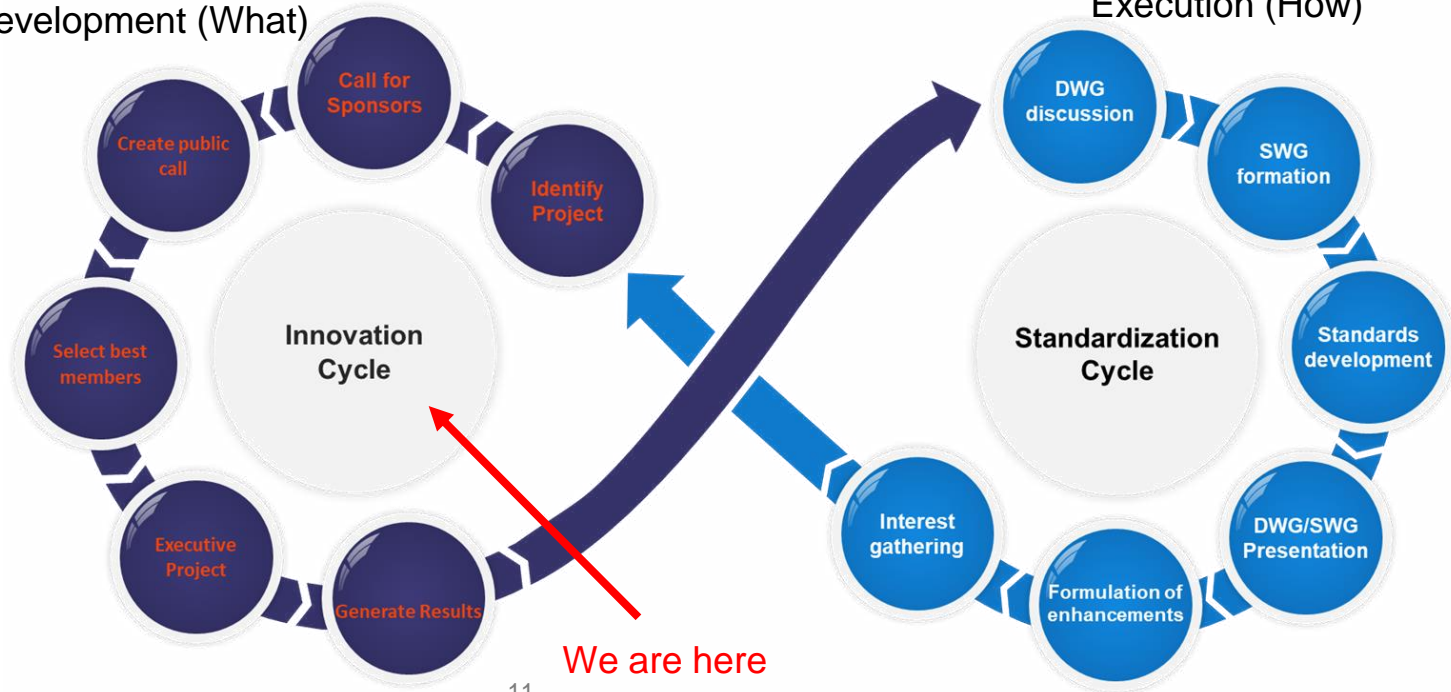 evelopment (What)
Execution (How)
Call for
Sponsors
Create public
call
Identify
Project
Select best
members
Innovation
Cycle
Executive
Project
Generate Results
DWG
discussion
SWG
formation
Standards
development
Standardization
Cycle
DWG/SWG
Presentation
Formulation of
enhancements
Interest
gathering
We are here
11